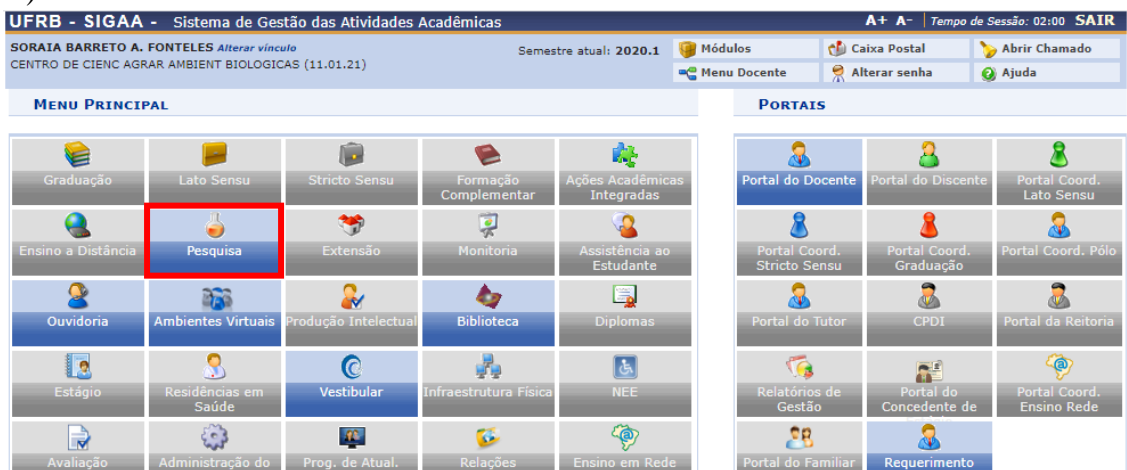 UFRB - SIGAA - Sistema de Gestão das Atividades Acadêmicas
A+ A- Tempo de Sessão: 02:00 SAIR
SORAIA BARRETO A. FONTELES Alterar vínculo
CENTRO DE CIENC AGRAR AMBIENT BIOLOGICAS (11.01.21)
Semestre atual: 2020.1
Módulos
Caixa Postal
Abrir Chamado
Menu Docente
Alterar senha
Ajuda
MENU PRINCIPAL
Graduação
Lato Sensu
Stricto Sensu
Formação
Complementar
Ações Acadêmicas
Integradas
Ensino a Distância
Pesquisa
Extensão
Monitoria
Assistência ao
Estudante
Ouvidoria
Ambientes Virtuais
Produção Intelectual
Biblioteca
Diplomas
Estágio
Residências em
Saúde
Vestibular
Infraestrutura Física
NEE
Avaliação
Administração do
Prog. de Atual.
Relações
Ensino em Rede
PORTAIS
Portal do Docente
Portal do Discente
Portal Coord.
Lato Sensu
Portal Coord.
Stricto Sensu
Portal Coord.
Graduação
Portal Coord. Pólo
Portal do Tutor
CPDI
Portal da Reitoria
Relatórios de
Gestão
Portal do
Concedente de
Portal Coord.
Ensino Rede
Portal do Familiar
Requerimento